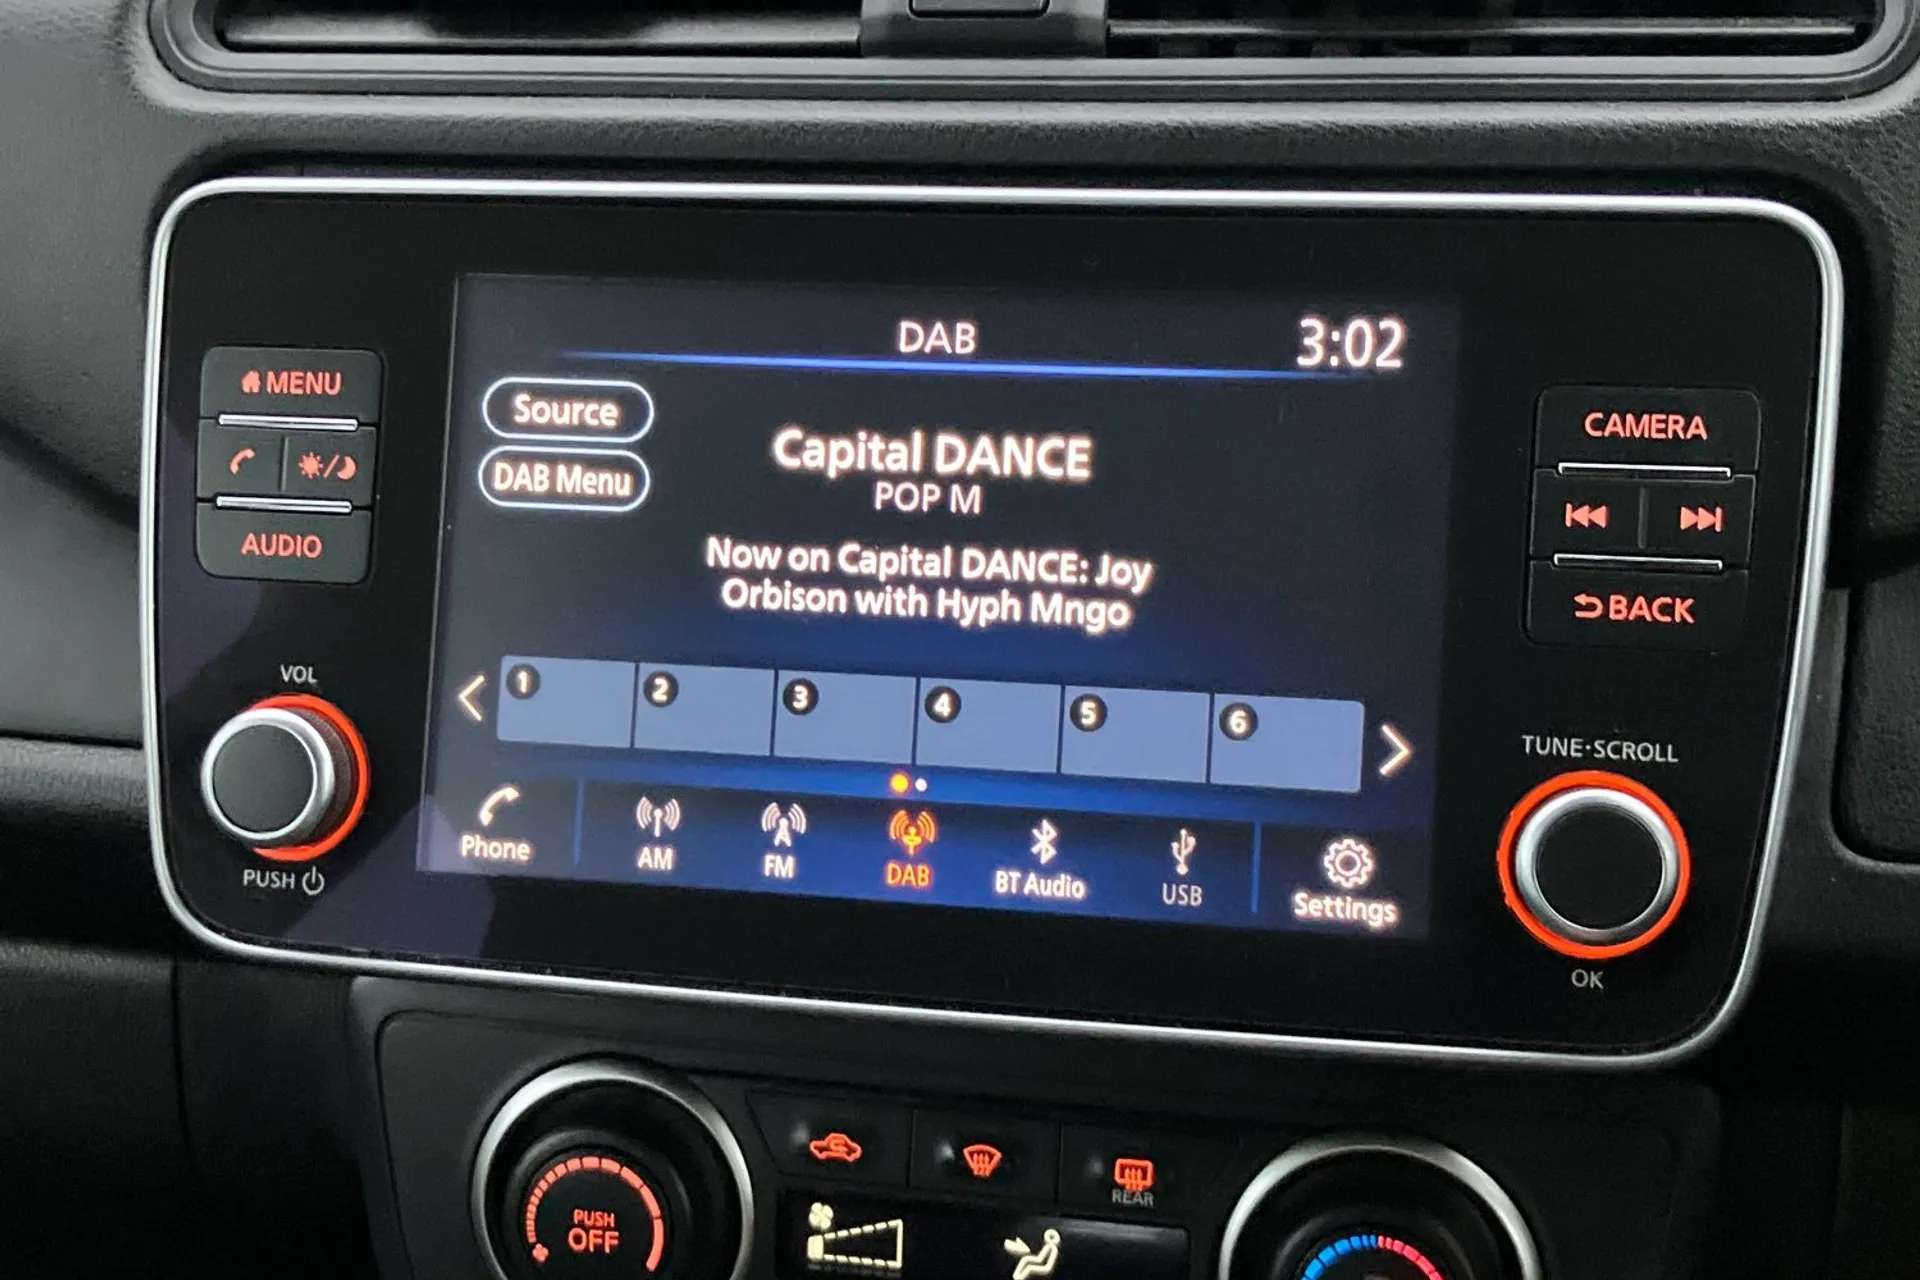 DAB
3:02
MENU
Source
Capital DANCE
CAMERA
DAB Menu
POP M
AUDIO
Now on Capital DANCE: Joy
Orbison with Hyph Mngo
BACK
VOL
1 2 3 4 5 6
TUNE·SCROLL
PUSH
Phone
AM
FM
DAB
BT Audio
USB
Settings
OK
REAR
PUSH
OFF